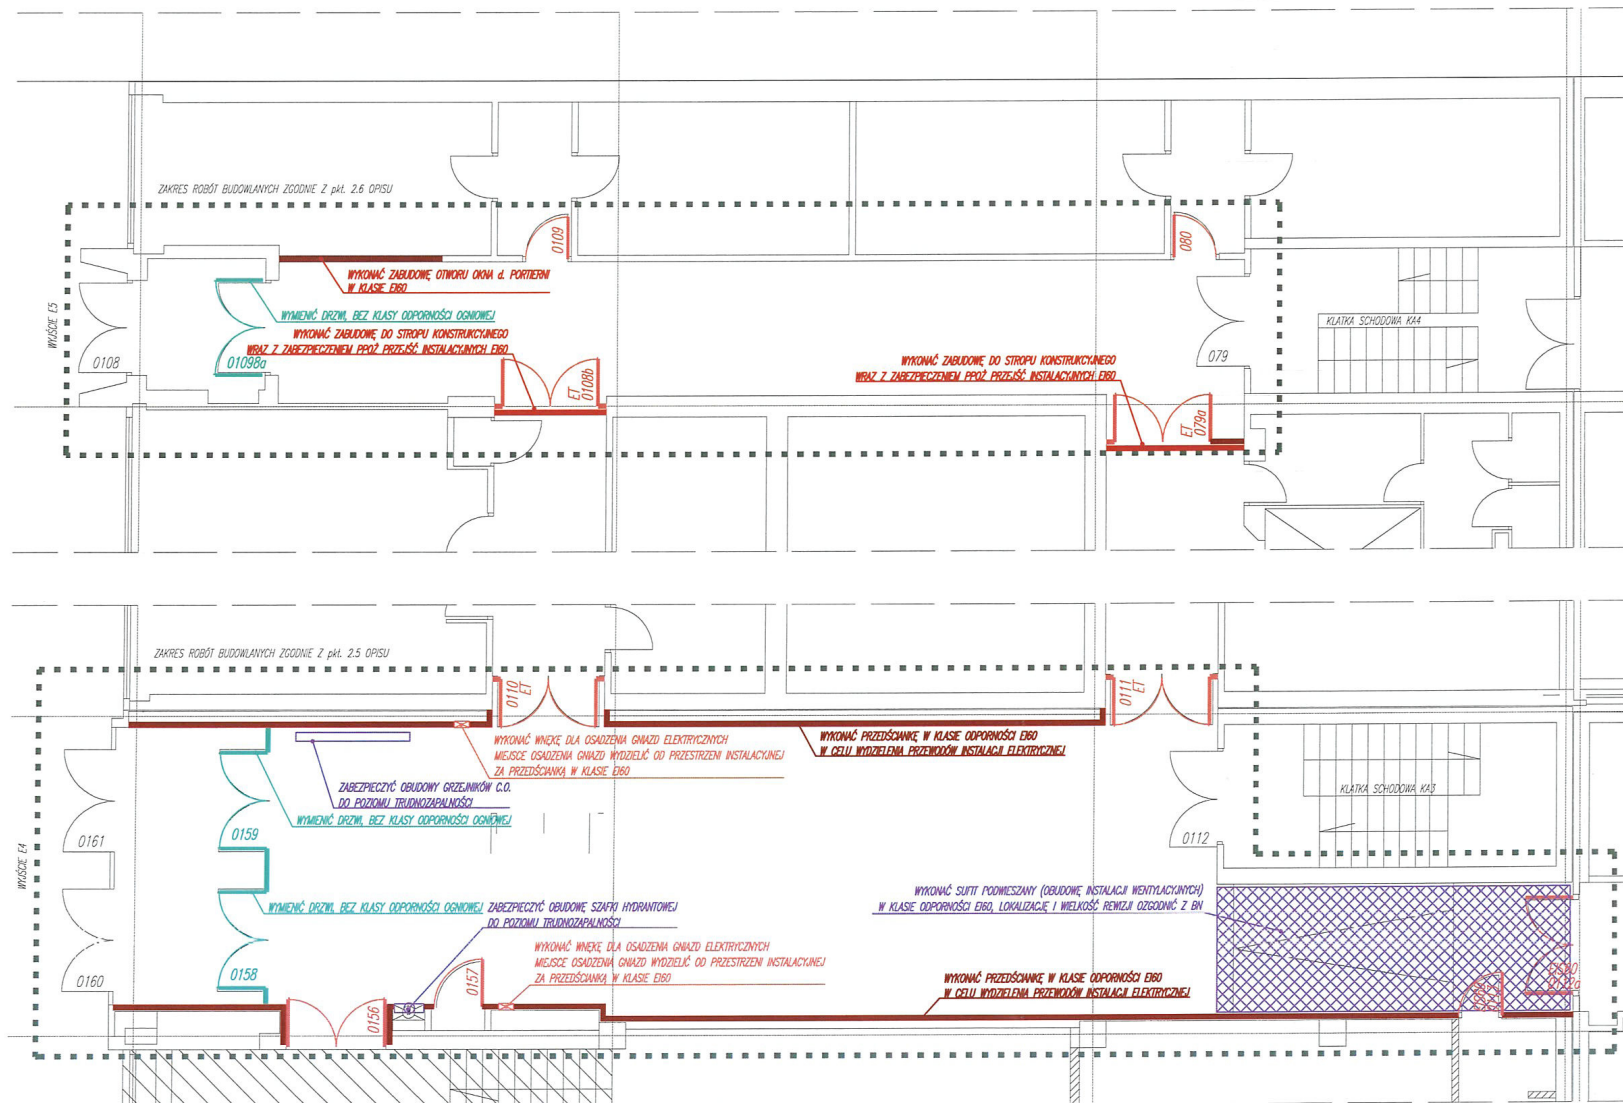 ZAKRES ROBÓT BUDOWLANYCH ZGODNIE Z pkt. 2.6 OPISU
WYJŚCIE E5
0109
080
WYKONAĆ ZABUDOWĘ OTWORU OKNA d. PORTIERNI
W KLASIE EI60
WYMIENIĆ DRZWI, BEZ KLASY ODPORNOŚCI OGNIOWEJ
WYKONAĆ ZABUDOWĘ DO STROPU KONSTRUKCYJNEGO
WRAZ Z ZABEZPIECZENIEM PPOŻ PRZEJŚĆ INSTALACYJNYCH EI60
0108
01098a
ET
0108b
WYKONAĆ ZABUDOWĘ DO STROPU KONSTRUKCYJNEGO
WRAZ Z ZABEZPIECZENIEM PPOŻ PRZEJŚĆ INSTALACYJNYCH EI60
079
KLATKA SCHODOWA KA4
ET
079a
ZAKRES ROBÓT BUDOWLANYCH ZGODNIE Z pkt. 2.5 OPISU
0110
ET
0111
ET
WYKONAĆ WNĘKĘ DLA OSADZENIA GNIAZD ELEKTRYCZNYCH
MIEJSCE OSADZENIA GNIAZD WYDZIELIĆ OD PRZESTRZENI INSTALACYJNEJ
ZA PRZEDŚCIANKĄ W KLASIE EI60
WYKONAĆ PRZEDŚCIANKĘ W KLASIE ODPORNOŚCI EI60
W CELU WYDZIELENIA PRZEWODÓW INSTALACJI ELEKTRYCZNEJ
ZABEZPIECZYĆ OBUDOWY GRZEJNIKÓW C.O.
DO POZIOMU TRUDNOZAPALNOŚCI
WYMIENIĆ DRZWI, BEZ KLASY ODPORNOŚCI OGNIOWEJ
KLATKA SCHODOWA KA3
0161
0159
0112
WYJŚCIE E4
WYMIENIĆ DRZWI, BEZ KLASY ODPORNOŚCI OGNIOWEJ
ZABEZPIECZYĆ OBUDOWĘ SZAFKI HYDRANTOWEJ
DO POZIOMU TRUDNOZAPALNOŚCI
WYKONAĆ SUFIT PODWIESZANY (OBUDOWĘ INSTALACJI WENTYLACYJNYCH)
W KLASIE ODPORNOŚCI EI60, LOKALIZACJĘ I WIELKOŚĆ REWIZJI OZGODNIĆ Z BN
WYKONAĆ WNĘKĘ DLA OSADZENIA GNIAZD ELEKTRYCZNYCH
MIEJSCE OSADZENIA GNIAZD WYDZIELIĆ OD PRZESTRZENI INSTALACYJNEJ
ZA PRZEDŚCIANKĄ W KLASIE EI60
0160
0158
0157
0156
WYKONAĆ PRZEDŚCIANKĘ W KLASIE ODPORNOŚCI EI60
W CELU WYDZIELENIA PRZEWODÓW INSTALACJI ELEKTRYCZNEJ